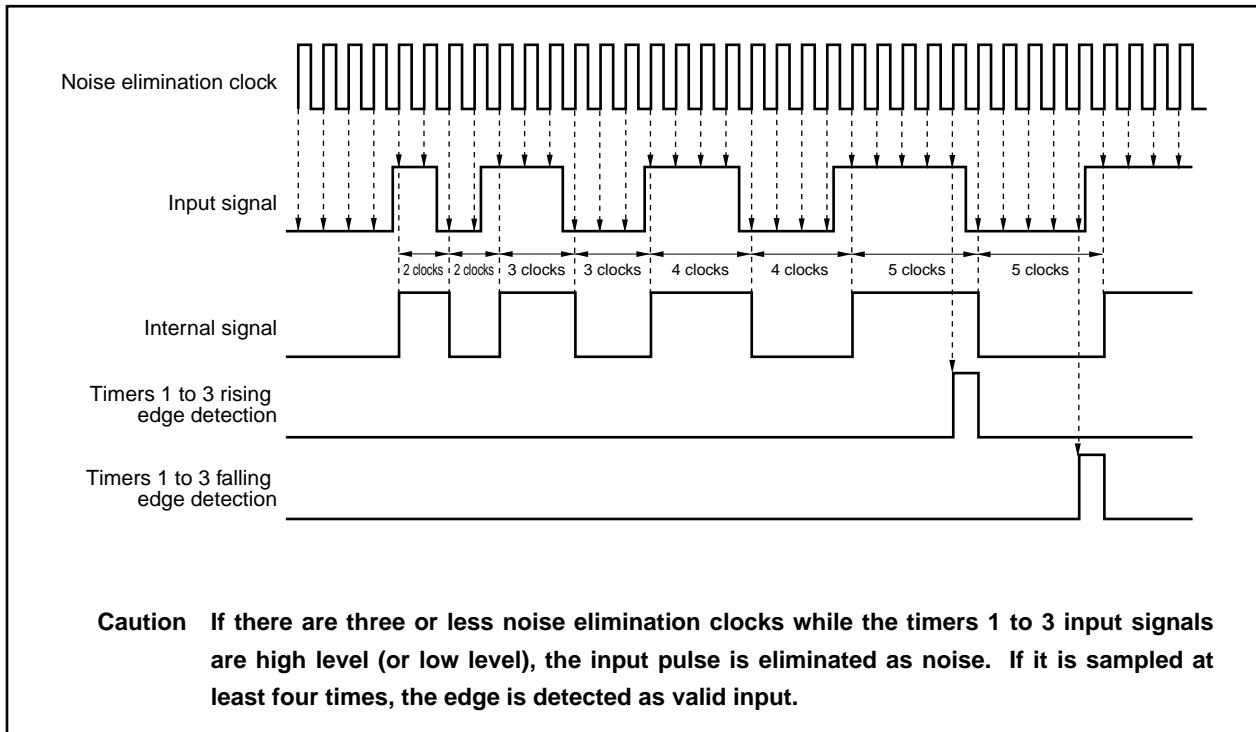 Noise elimination clock
Input signal
2 clocks 2 clocks 3 clocks 3 clocks 4 clocks 4 clocks 5 clocks 5 clocks
Internal signal
Timers 1 to 3 rising
edge detection
Timers 1 to 3 falling
edge detection
Caution If there are three or less noise elimination clocks while the timers 1 to 3 input signals
are high level (or low level), the input pulse is eliminated as noise. If it is sampled at
least four times, the edge is detected as valid input.